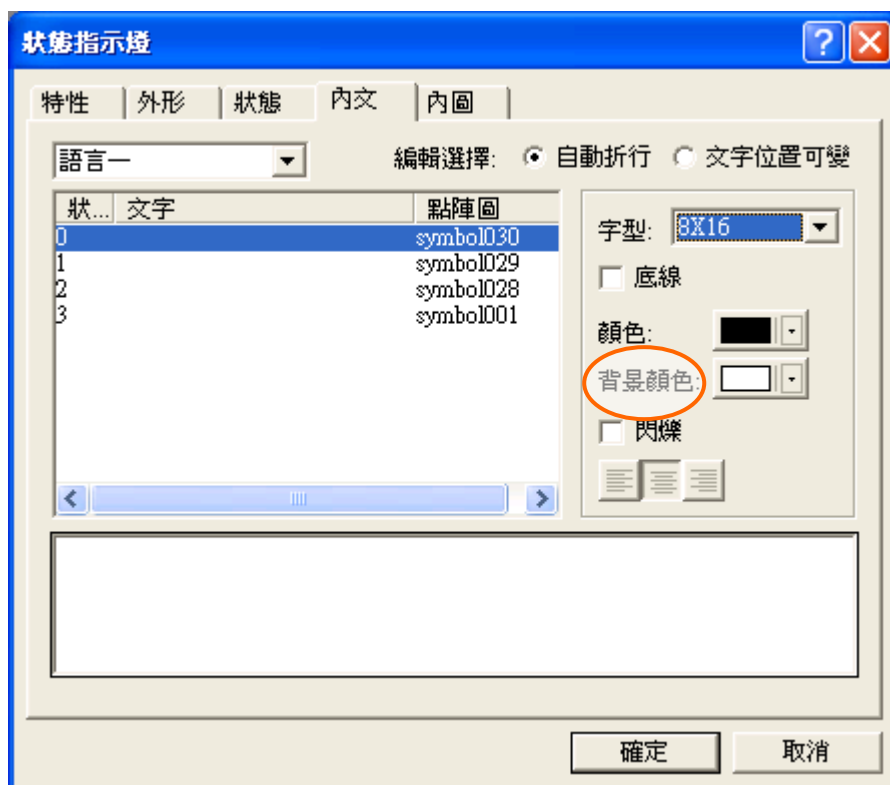 狀態指示燈
特性 外形 狀態 內文 內圖
語言一 編輯選擇: 自動折行 文字位置可變
狀... 文字 點陣圖
0 symbol030
1 symbol029
2 symbol028
3 symbol001
字型: 8X16
底線
顏色:
背景顏色:
閃爍
確定 取消